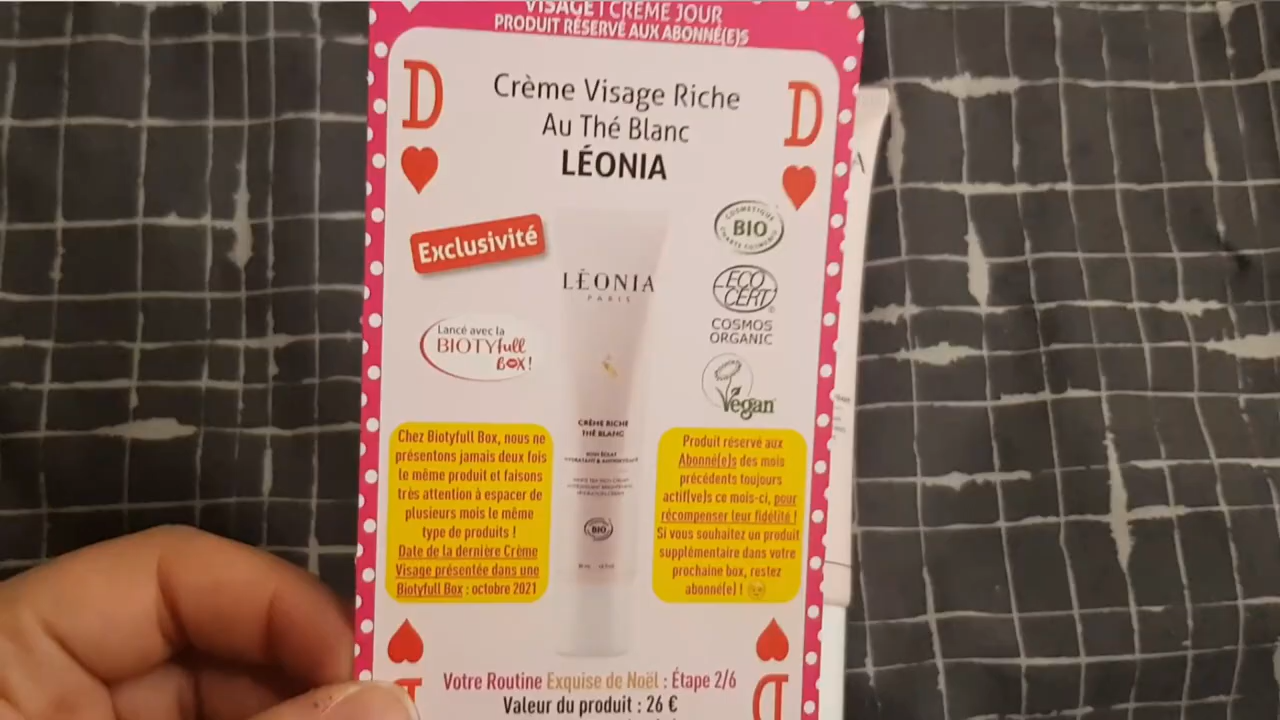 VISAGE | CRÈME JOUR
PRODUIT RÉSERVÉ AUX ABONNÉ(E)S
D
D
Crème Visage Riche
Au Thé Blanc
LÉONIA
Exclusivité
COSMÉTIQUE
BIO
LÉONIA
PARIS
ECO
CERT
COSMOS
ORGANIC
Lancé avec la
BIOTYfull
BOX!
Vegan
CRÈME RICHE
THÉ BLANC
SOIN ÉCLAT
HYDRATANT & ANTIOXYDANT
BIO
Chez Biotyfull Box, nous ne
présentons jamais deux fois
le même produit et faisons
très attention à espacer de
plusieurs mois le même
type de produits !
Date de la dernière Crème
Visage présentée dans une
Biotyfull Box : octobre 2021
Produit réservé aux
Abonné(e)s des mois
précédents toujours
actif(ve)s ce mois-ci, pour
récompenser leur fidélité !
Si vous souhaitez un produit
supplémentaire dans votre
prochaine box, restez
abonné(e) !
Votre Routine Exquise de Noël : Étape 2/6
Valeur du produit : 26 €
D
D
A